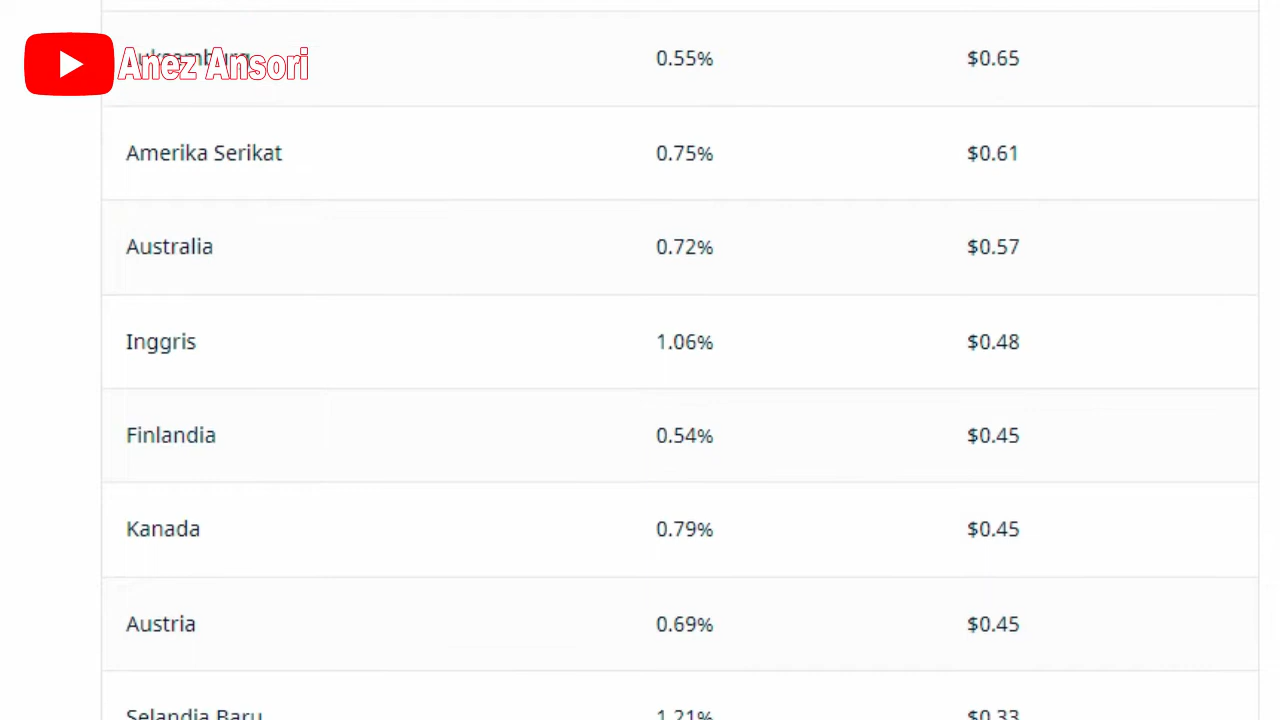 Anez Ansori
0.55% $0.65
Amerika Serikat 0.75% $0.61
Australia 0.72% $0.57
Inggris 1.06% $0.48
Finlandia 0.54% $0.45
Kanada 0.79% $0.45
Austria 0.69% $0.45
Selandia Baru 1.21% $0.33